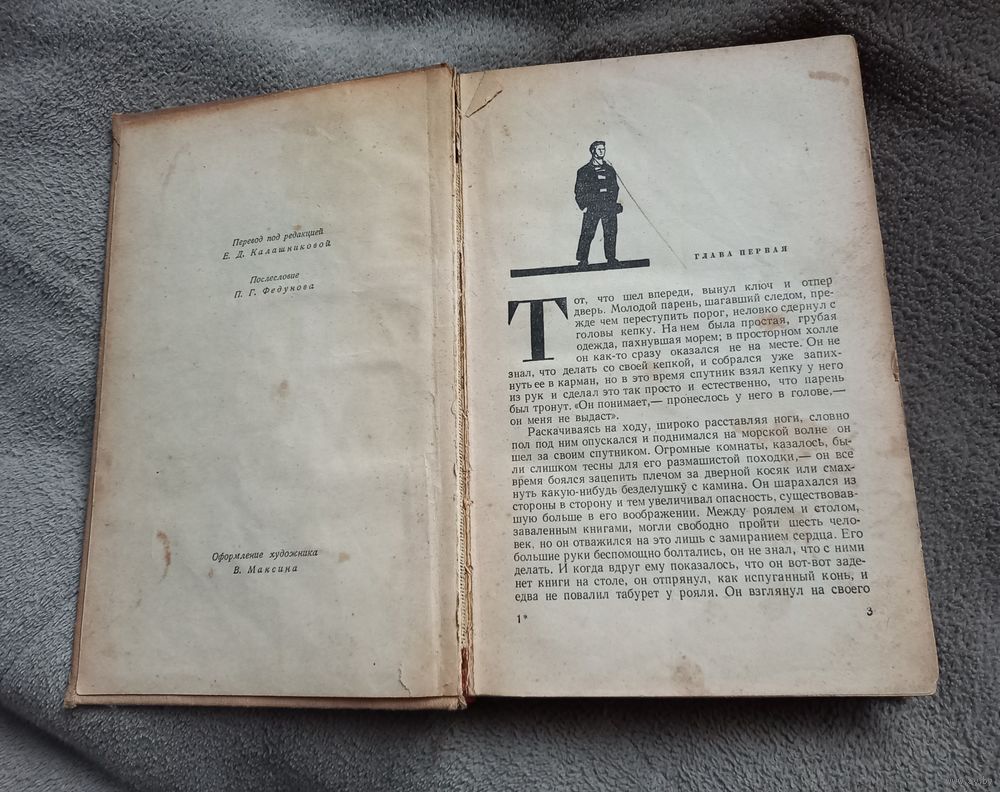 Перевод под редакцией
Е. Д. Калашниковой
Послесловие
П. Г. Федунова
Оформление художника
В. Максина
ГЛАВА ПЕРВАЯ
Тот, что шел впереди, вынул ключ и отпер
дверь. Молодой парень, шагавший следом, пре-
жде чем переступить порог, неловко сдернул с
головы кепку. На нем была простая, грубая
одежда, пахнувшая морем; в просторном холле
он как-то сразу оказался не на месте. Он не
знал, что делать со своей кепкой, и собрался уже запих-
нуть ее в карман, но в это время спутник взял кепку у него
из рук и сделал это так просто и естественно, что парень
был тронут. «Он понимает,— пронеслось у него в голове,—
он меня не выдаст».
Раскачиваясь на ходу, широко расставляя ноги, словно
пол под ним опускался и поднимался на морской волне он
шел за своим спутником. Огромные комнаты, казалось, бы-
ли слишком тесны для его размашистой походки,— он всё
время боялся зацепить плечом за дверной косяк или смах-
нуть какую-нибудь безделушку с камина. Он шарахался из
стороны в сторону и тем увеличивал опасность, существовав-
шую больше в его воображении. Между роялем и столом,
заваленным книгами, могли свободно пройти шесть чело-
век, но он отважился на это лишь с замиранием сердца. Его
большие руки беспомощно болтались, он не знал, что с ними
делать. И когда вдруг ему показалось, что он вот-вот заде-
нет книги на столе, он отпрянул, как испуганный конь, и
едва не повалил табурет у рояля. Он взглянул на своего
1* 3